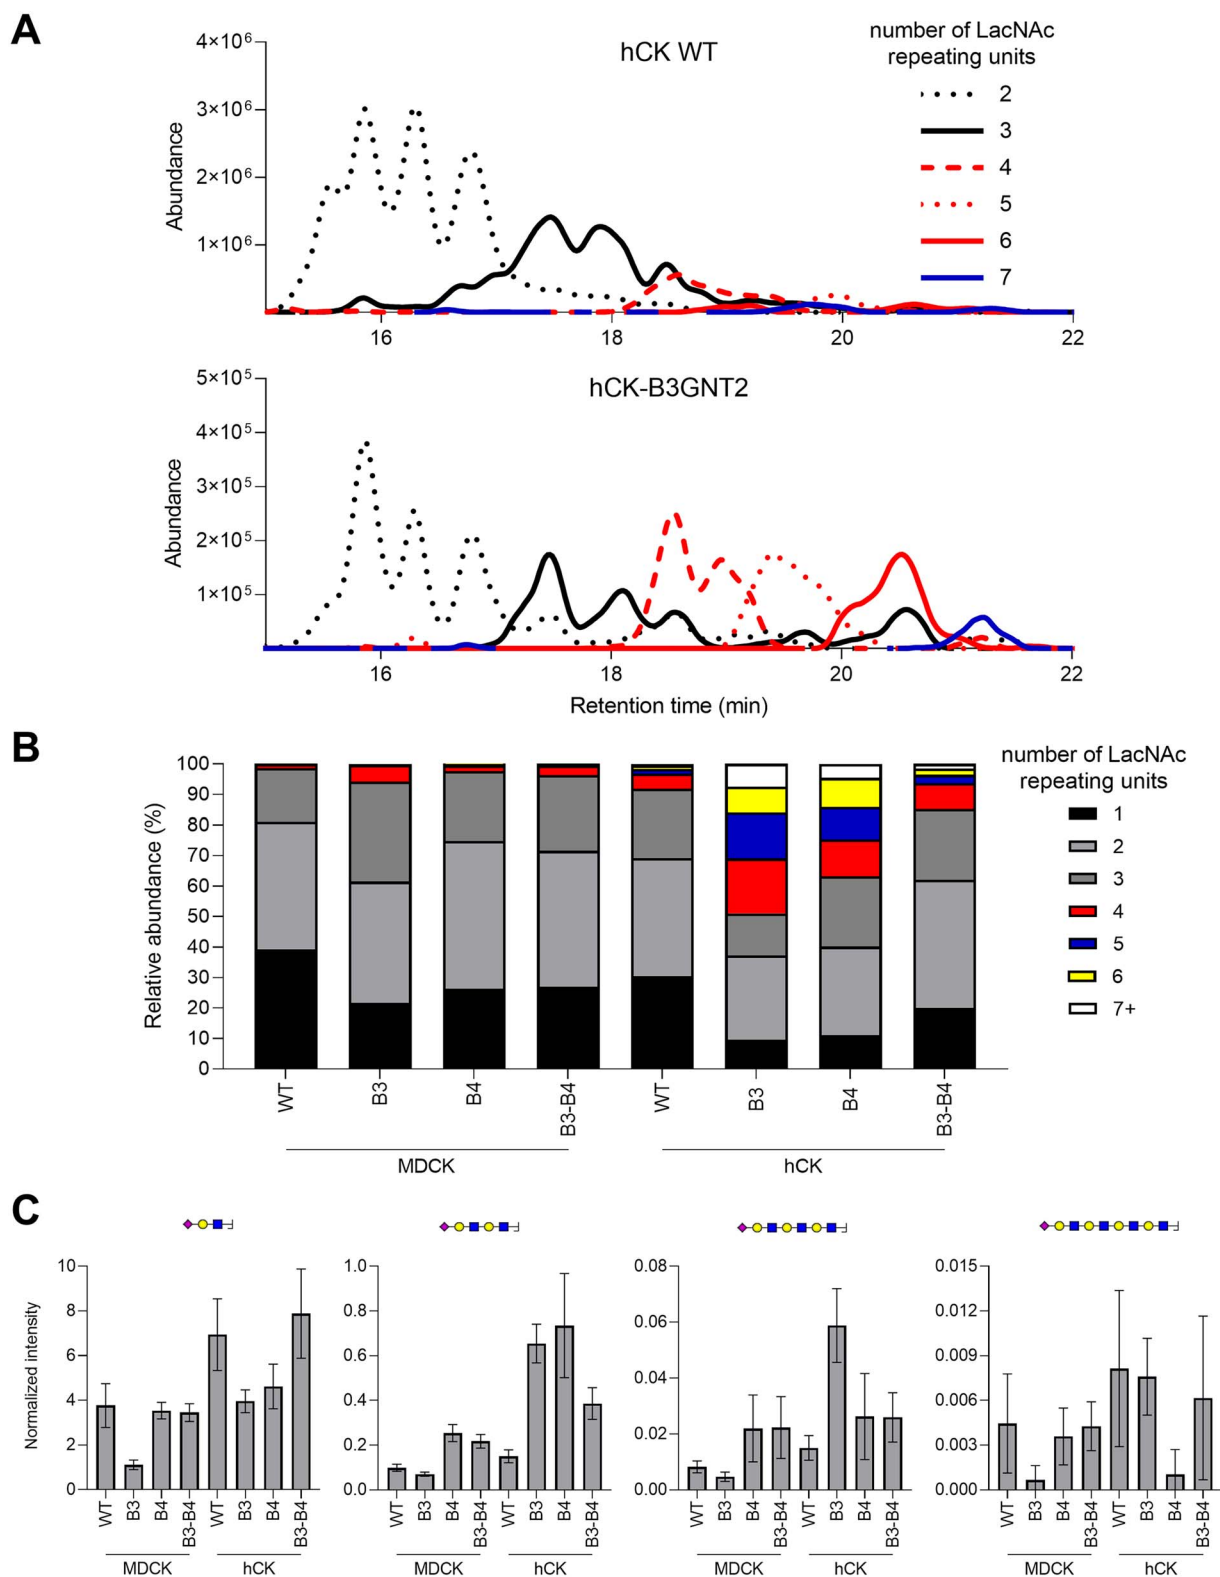 A
hCK WT
number of LacNAc
repeating units
2
3
4
5
6
7
4×10⁶
3×10⁶
2×10⁶
1×10⁶
Abundance
16 18 20 22
hCK-B3GNT2
5×10⁵
4×10⁵
3×10⁵
2×10⁵
1×10⁵
Abundance
16 18 20 22
Retention time (min)
B
number of LacNAc
repeating units
1
2
3
4
5
6
7+
100
90
80
70
60
50
40
30
20
10
0
Relative abundance (%)
WT B3 B4 B3-B4 WT B3 B4 B3-B4
MDCK hCK
C
Normalized intensity
10
8
6
4
2
0
WT B3 B4 B3-B4 WT B3 B4 B3-B4
MDCK hCK
1.0
0.8
0.6
0.4
0.2
0.0
WT B3 B4 B3-B4 WT B3 B4 B3-B4
MDCK hCK
0.08
0.06
0.04
0.02
0.00
WT B3 B4 B3-B4 WT B3 B4 B3-B4
MDCK hCK
0.015
0.012
0.009
0.006
0.003
0.000
WT B3 B4 B3-B4 WT B3 B4 B3-B4
MDCK hCK